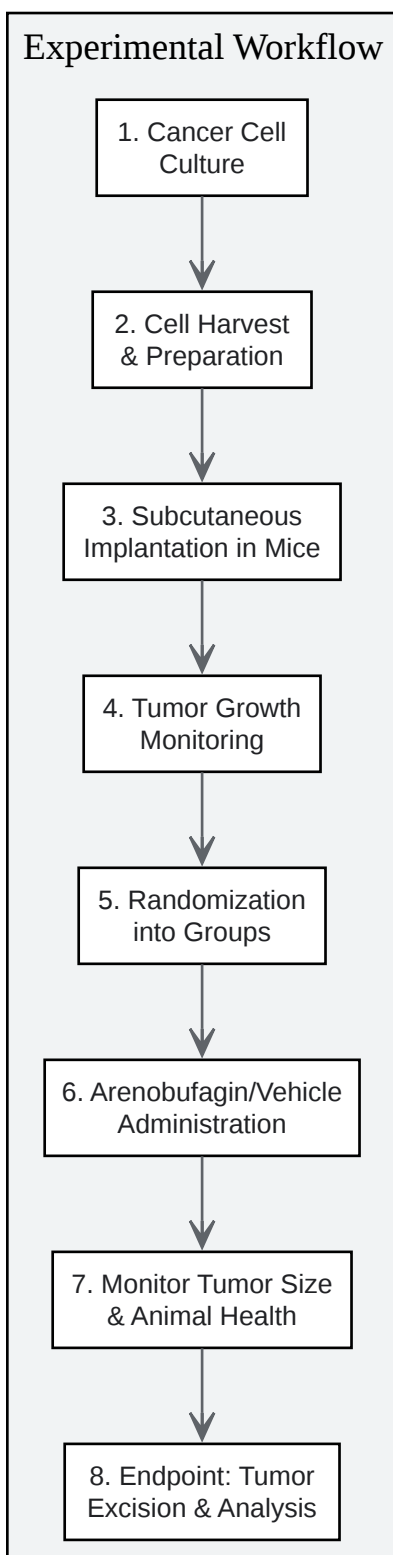 Experimental Workflow
1. Cancer Cell
Culture
2. Cell Harvest
& Preparation
3. Subcutaneous
Implantation in Mice
4. Tumor Growth
Monitoring
5. Randomization
into Groups
6. Arenobufagin/Vehicle
Administration
7. Monitor Tumor Size
& Animal Health
8. Endpoint: Tumor
Excision & Analysis